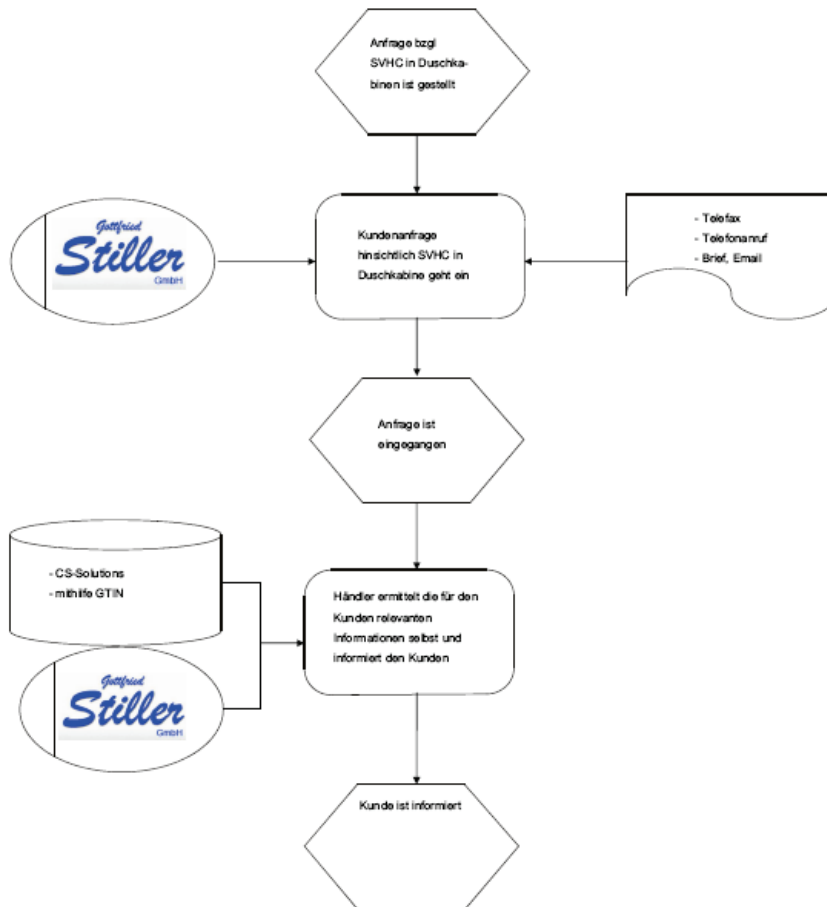 Anfrage bzgl
SVHC in Duschka-
binen ist gestellt
Gottfried
Stiller
GmbH
Kundenanfrage
hinsichtlich SVHC in
Duschkabine geht ein
- Telefax
- Telefonanruf
- Brief, Email
Anfrage ist
eingegangen
- CS-Solutions
- mithilfe GTIN
Gottfried
Stiller
GmbH
Händler ermittelt die für den
Kunden relevanten
Informationen selbst und
informiert den Kunden
Kunde ist informiert